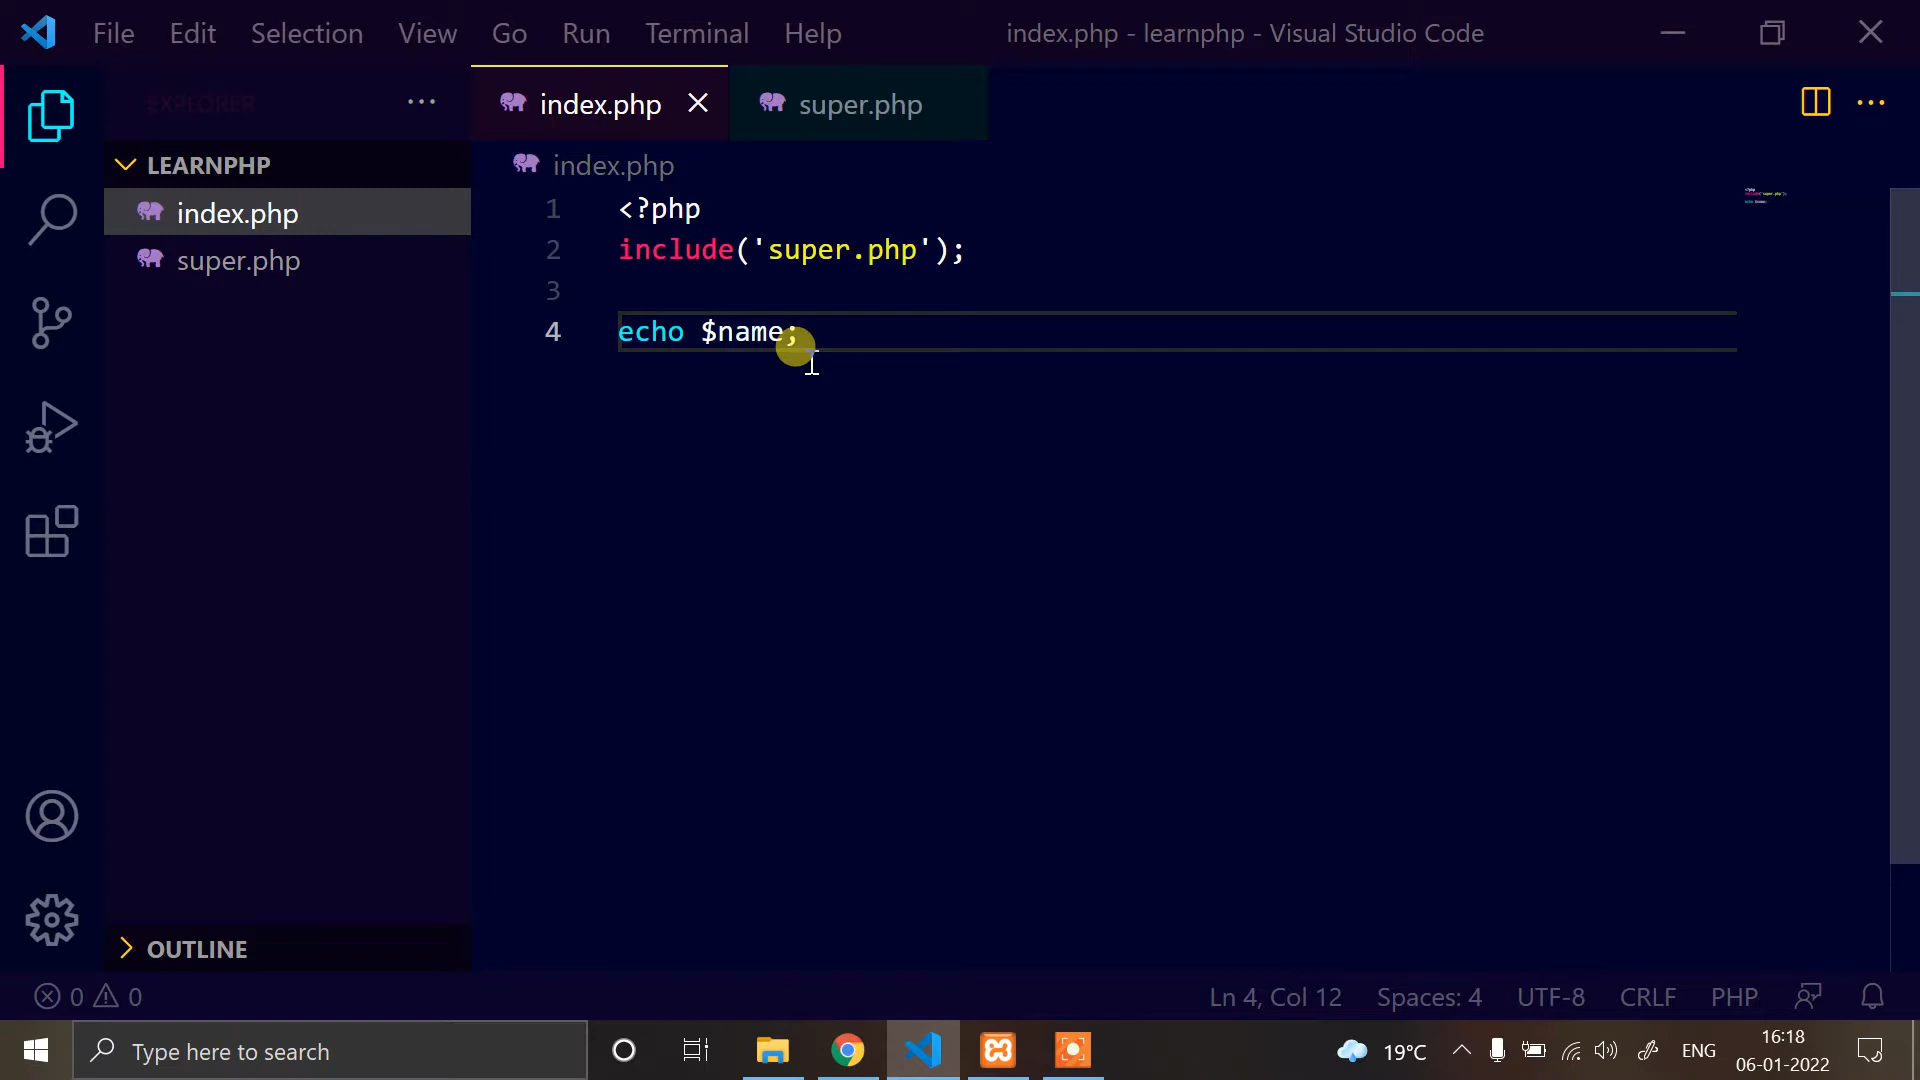 File Edit Selection View Go Run Terminal Help index.php - learnphp - Visual Studio Code
EXPLORER
index.php super.php
LEARNPHP
index.php
index.php
super.php
1 <?php
2 include('super.php');
3
4 echo $name;
OUTLINE
0 0 Ln 4, Col 12 Spaces: 4 UTF-8 CRLF PHP
Type here to search 19°C ENG 16:18
06-01-2022